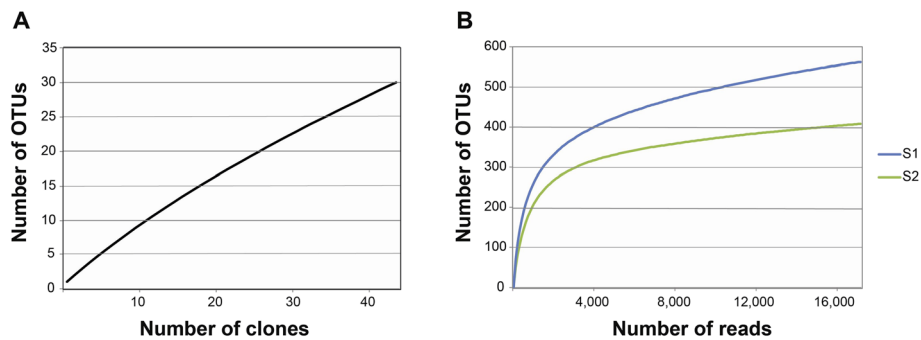 A
Number of OTUs
35
30
25
20
15
10
5
0
10 20 30 40
Number of clones
B
Number of OTUs
600
500
400
300
200
100
0
4,000 8,000 12,000 16,000
Number of reads
S1
S2